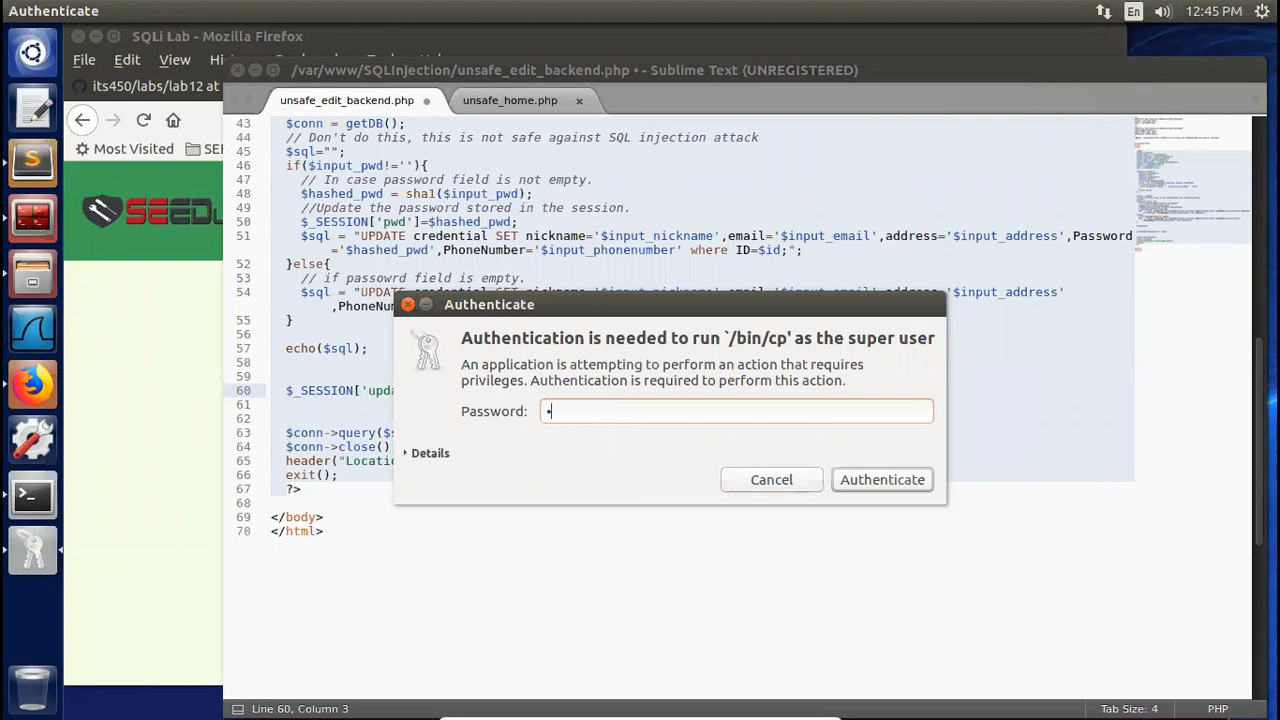 Authenticate
En
12:45 PM
SQLi Lab - Mozilla Firefox
File Edit View
/var/www/SQLInjection/unsafe_edit_backend.php • - Sublime Text (UNREGISTERED)
its450/labs/lab12 at
unsafe_edit_backend.php
unsafe_home.php ×
Most Visited
43 $conn = getDB();
44 // Don't do this, this is not safe against SQL injection attack
45 $sql="";
46 if($input_pwd!=''){
47 // In case password field is not empty.
48 $hashed_pwd = sha1($input_pwd);
49 //Update the password stored in the session.
50 $_SESSION['pwd']=$hashed_pwd;
51 $sql = "UPDATE credential SET nickname='$input_nickname',email='$input_email',address='$input_address',Password
='$hashed_pwd',PhoneNumber='$input_phonenumber' where ID=$id;";
52 }else{
53 // if passowrd field is empty.
54 $sql = "UPDATE credential SET nickname='$input_nickname',email='$input_email',address='$input_address'
,PhoneNum
55 }
56
57 echo($sql);
58
59
60 $_SESSION['upda
61
62
63 $conn->query($s
64 $conn->close()
65 header("Locatio
66 exit();
67 ?>
68
69 </body>
70 </html>
Authenticate
Authentication is needed to run `/bin/cp' as the super user
An application is attempting to perform an action that requires
privileges. Authentication is required to perform this action.
Password: •
Details
Cancel
Authenticate
Line 60, Column 3
Tab Size: 4
PHP